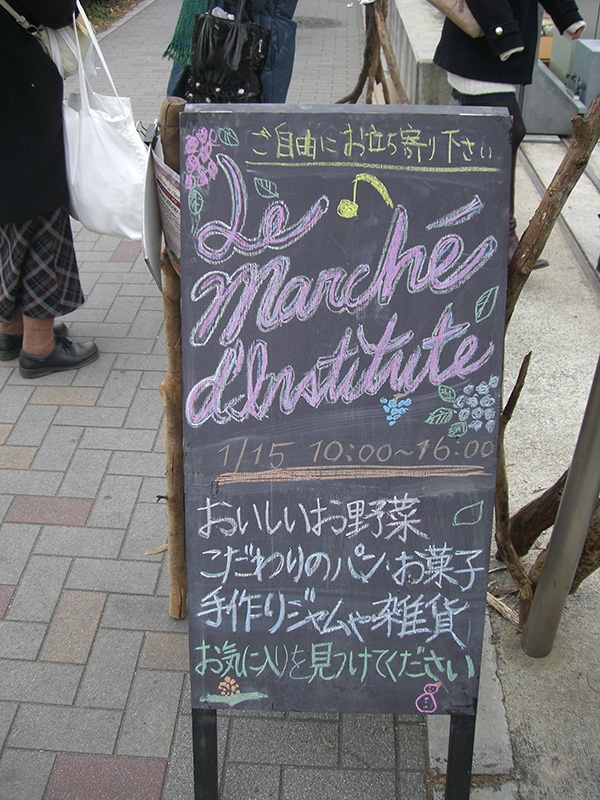 ご自由にお立ち寄り下さい
Le
Marché
d'Institute
1/15 10:00~16:00
おいしいお野菜
こだわりのパン・お菓子
手作りジャムや雑貨
お気に入りを見つけてください